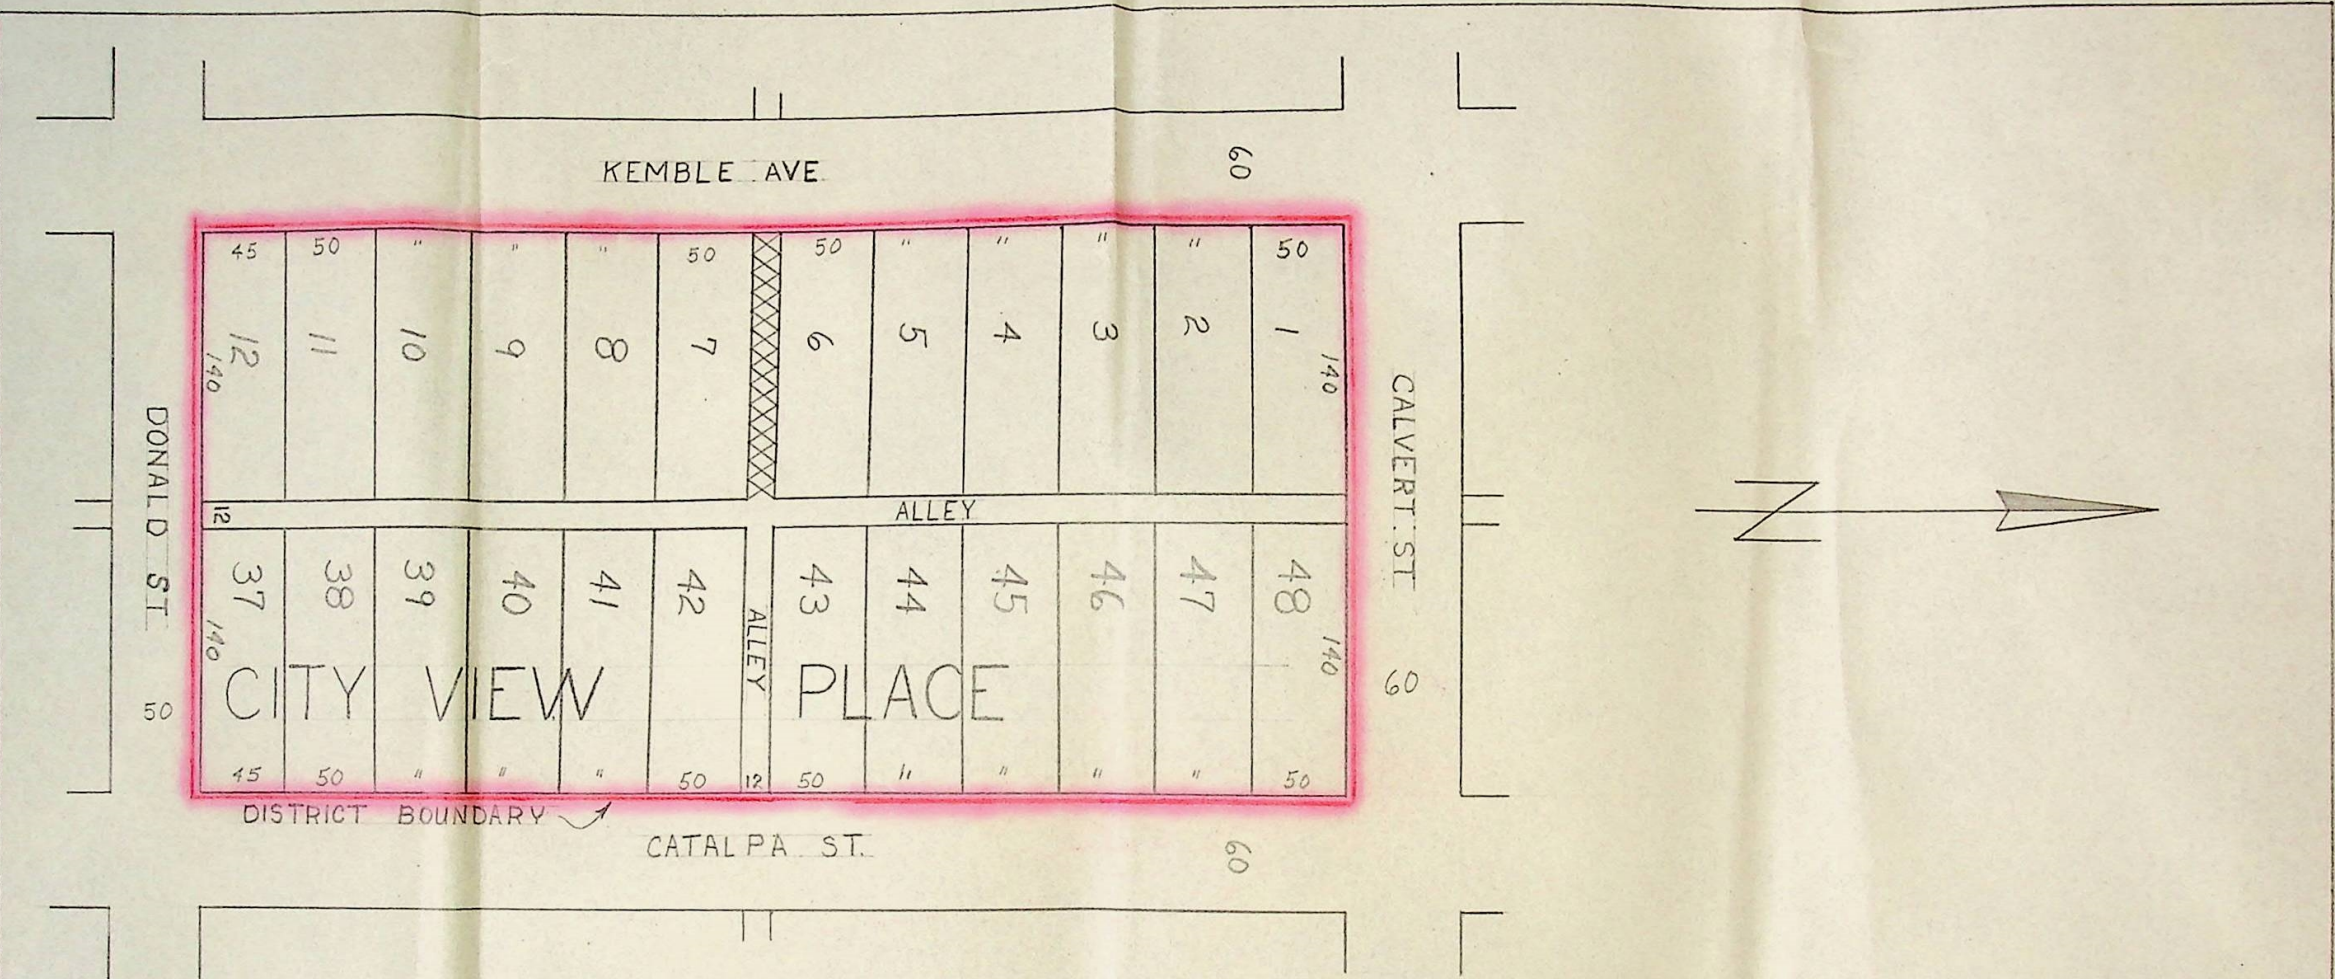 KEMBLE AVE.
60
45 50 " " " 50 50 " " " " 50
12 11 10 9 8 7 6 5 4 3 2 1
140 140
DONALD ST.
CALVERT ST.
12
ALLEY
N
37 38 39 40 41 42 43 44 45 46 47 48
ALLEY
140 140
CITY VIEW PLACE
50
60
45 50 " " " 50 12 50 " " " " 50
DISTRICT BOUNDARY
CATALPA ST.
60